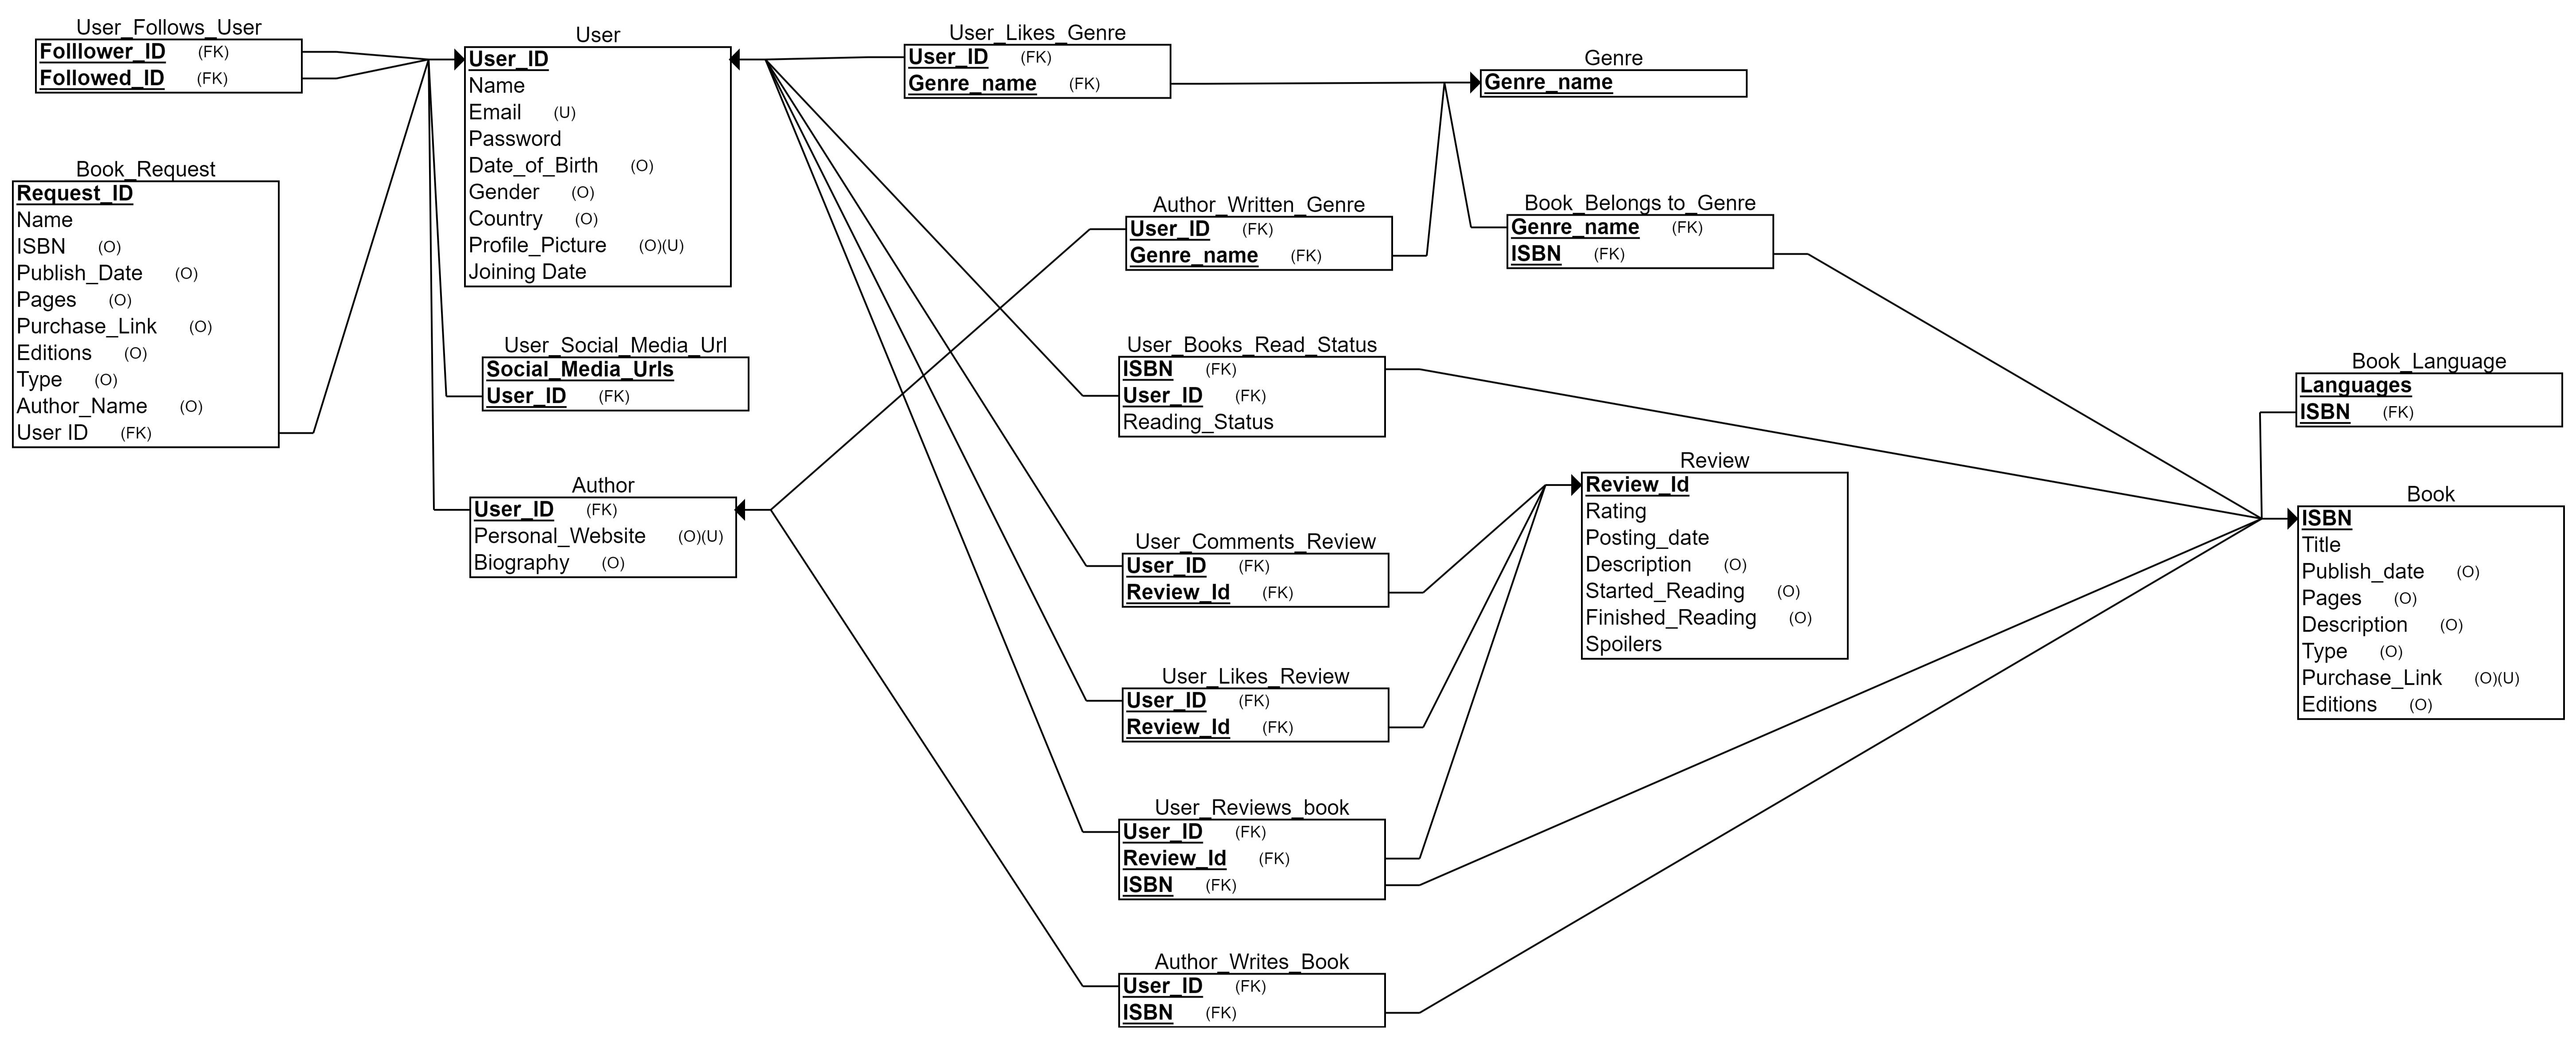 User_Follows_User
Folllower_ID (FK)
Followed_ID (FK)
User
User_ID
Name
Email (U)
Password
Date_of_Birth (O)
Gender (O)
Country (O)
Profile_Picture (O)(U)
Joining Date
User_Likes_Genre
User_ID (FK)
Genre_name (FK)
Genre
Genre_name
Book_Request
Request_ID
Name
ISBN (O)
Publish_Date (O)
Pages (O)
Purchase_Link (O)
Editions (O)
Type (O)
Author_Name (O)
User ID (FK)
Author_Written_Genre
User_ID (FK)
Genre_name (FK)
Book_Belongs to_Genre
Genre_name (FK)
ISBN (FK)
User_Social_Media_Url
Social_Media_Urls
User_ID (FK)
User_Books_Read_Status
ISBN (FK)
User_ID (FK)
Reading_Status
Book_Language
Languages
ISBN (FK)
Author
User_ID (FK)
Personal_Website (O)(U)
Biography (O)
Review
Review_Id
Rating
Posting_date
Description (O)
Started_Reading (O)
Finished_Reading (O)
Spoilers
Book
ISBN
Title
Publish_date (O)
Pages (O)
Description (O)
Type (O)
Purchase_Link (O)(U)
Editions (O)
User_Comments_Review
User_ID (FK)
Review_Id (FK)
User_Likes_Review
User_ID (FK)
Review_Id (FK)
User_Reviews_book
User_ID (FK)
Review_Id (FK)
ISBN (FK)
Author_Writes_Book
User_ID (FK)
ISBN (FK)